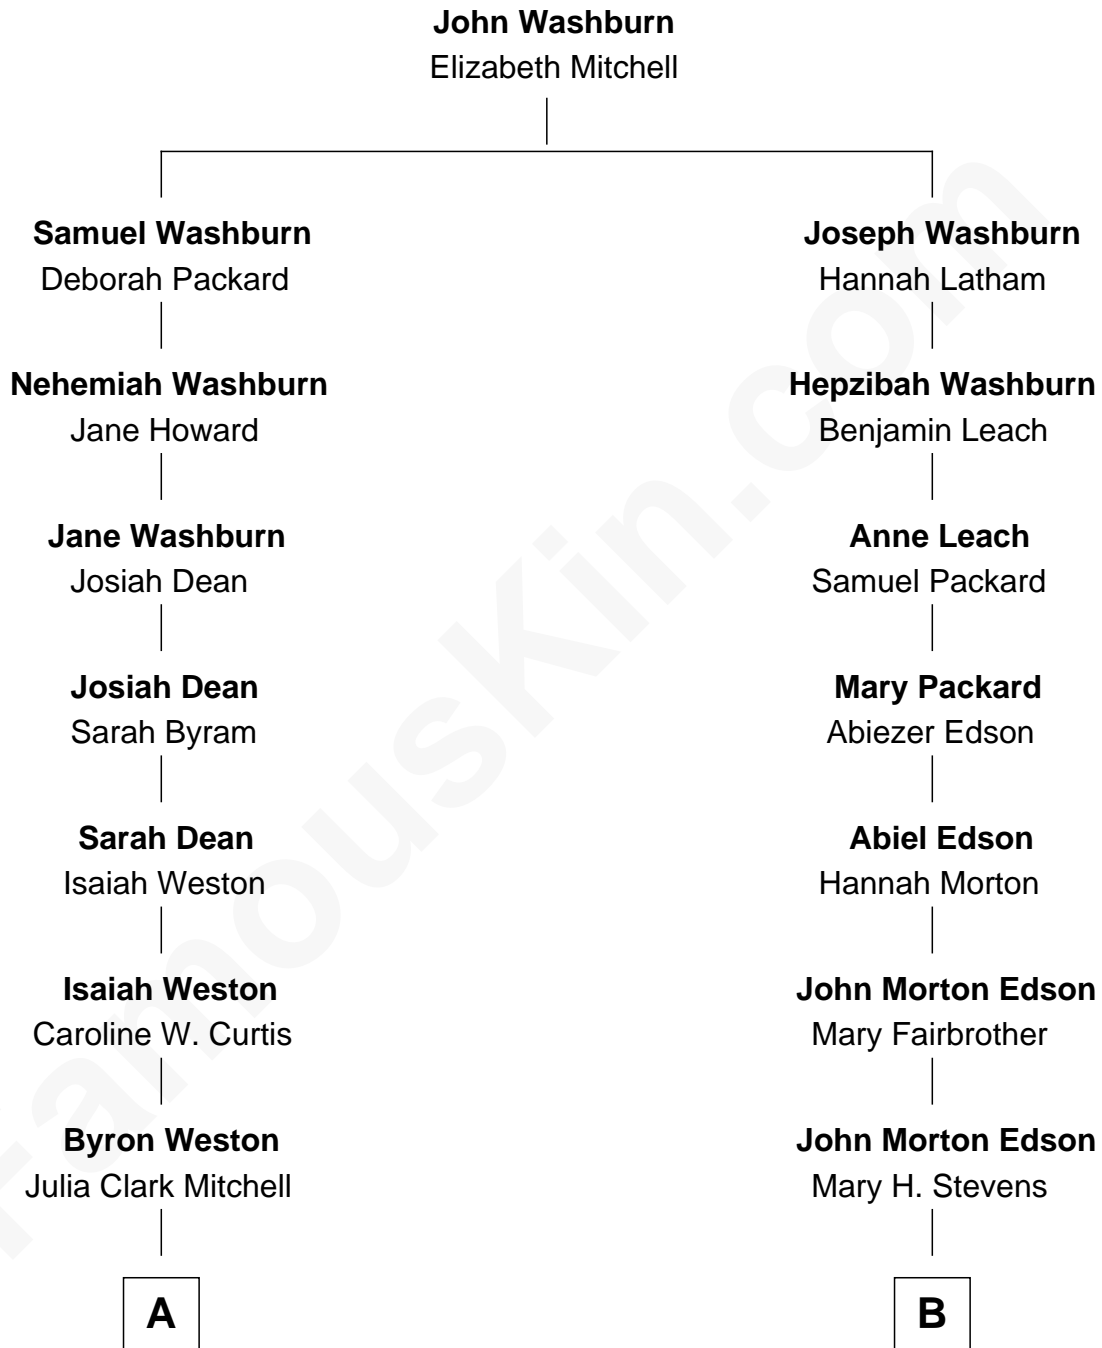 John Washburn
Elizabeth Mitchell
Samuel Washburn
Deborah Packard
Nehemiah Washburn
Jane Howard
Jane Washburn
Josiah Dean
Josiah Dean
Sarah Byram
Sarah Dean
Isaiah Weston
Isaiah Weston
Caroline W. Curtis
Byron Weston
Julia Clark Mitchell
A
Joseph Washburn
Hannah Latham
Hepzibah Washburn
Benjamin Leach
Anne Leach
Samuel Packard
Mary Packard
Abiezer Edson
Abiel Edson
Hannah Morton
John Morton Edson
Mary Fairbrother
John Morton Edson
Mary H. Stevens
B
FamousKin.com